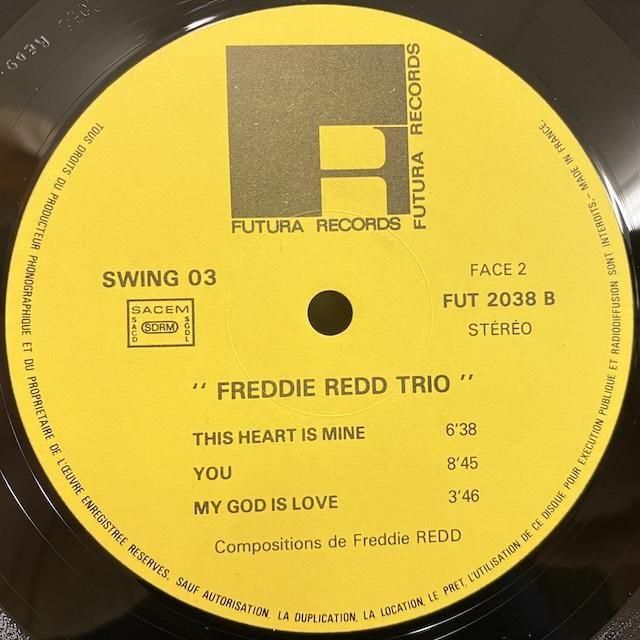 FUTURA RECORDS
FUTURA RECORDS
SWING 03
SACEM
SACD
SDRM
SGDL
FACE 2
FUT 2038 B
STÉRÉO
" FREDDIE REDD TRIO "
THIS HEART IS MINE 6'38
YOU 8'45
MY GOD IS LOVE 3'46
Compositions de Freddie REDD
TOUS DROITS DU PRODUCTEUR PHONOGRAPHIQUE ET DU PROPRIETAIRE DE L'ŒUVRE ENREGISTREE RESERVES. SAUF AUTORISATION, LA DUPLICATION, LA LOCATION, LE PRET, L'UTILISATION DE CE DISQUE POUR EXECUTION PUBLIQUE ET RADIODIFFUSION SONT INTERDITS. - MADE IN FRANCE.